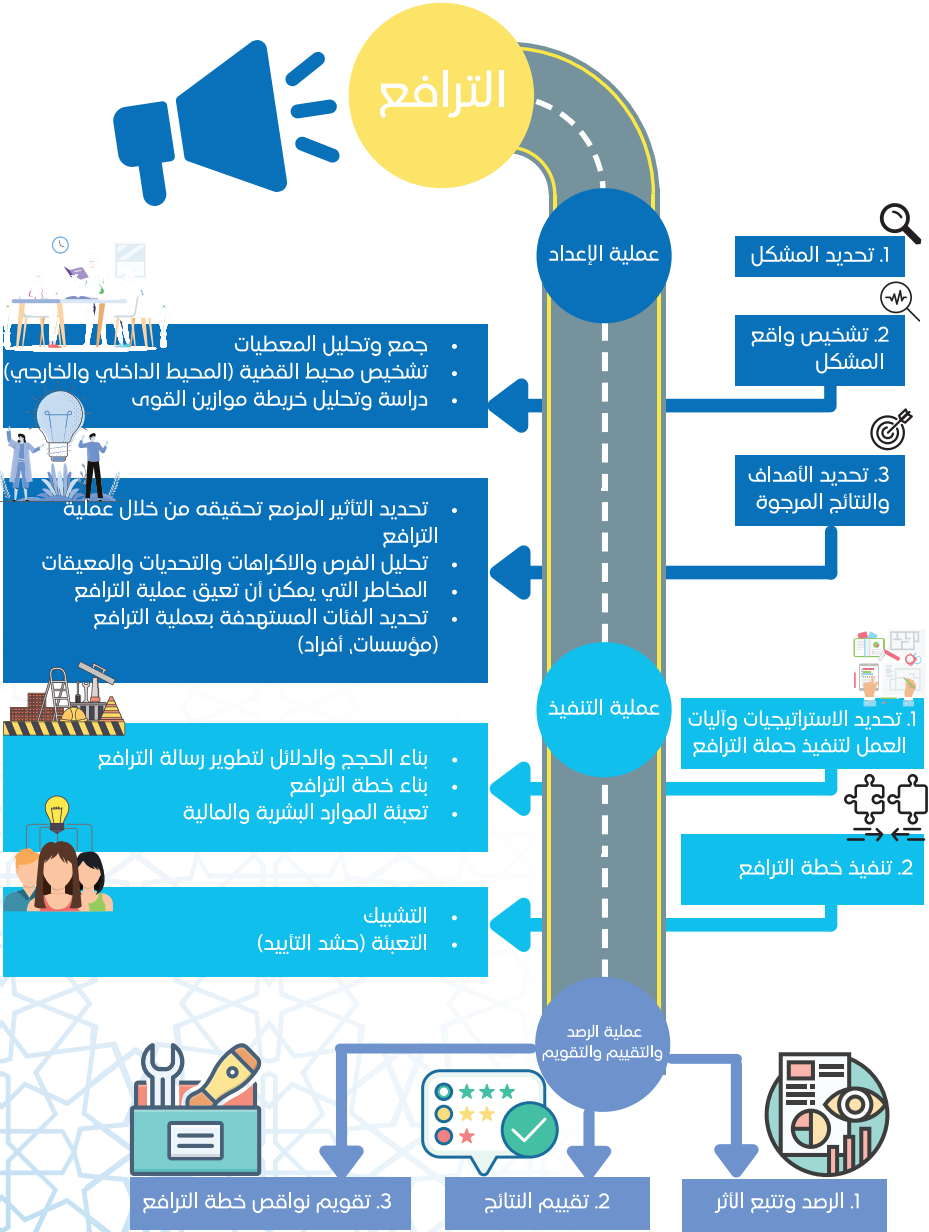 الترافع
عملية الإعداد
1. تحديد المشكل
2. تشخيص واقع
المشكل
• جمع وتحليل المعطيات
• تشخيص محيط القضية (المحيط الداخلي والخارجي)
• دراسة وتحليل خريطة موازين القوى
3. تحديد الأهداف
والنتائج المرجوة
• تحديد التأثير المزمع تحقيقه من خلال عملية
الترافع
• تحليل الفرص والاكراهات والتحديات والمعيقات
• المخاطر التي يمكن أن تعيق عملية الترافع
• تحديد الفئات المستهدفة بعملية الترافع
(مؤسسات, أفراد)
عملية التنفيذ
1. تحديد الاستراتيجيات وآليات
العمل لتنفيذ حملة الترافع
• بناء الحجج والدلائل لتطوير رسالة الترافع
• بناء خطة الترافع
• تعبئة الموارد البشرية والمالية
2. تنفيذ خطة الترافع
• التشبيك
• التعبئة (حشد التأييد)
عملية الرصد
والتقييم والتقويم
1. الرصد وتتبع الأثر
2. تقييم النتائج
3. تقويم نواقص خطة الترافع